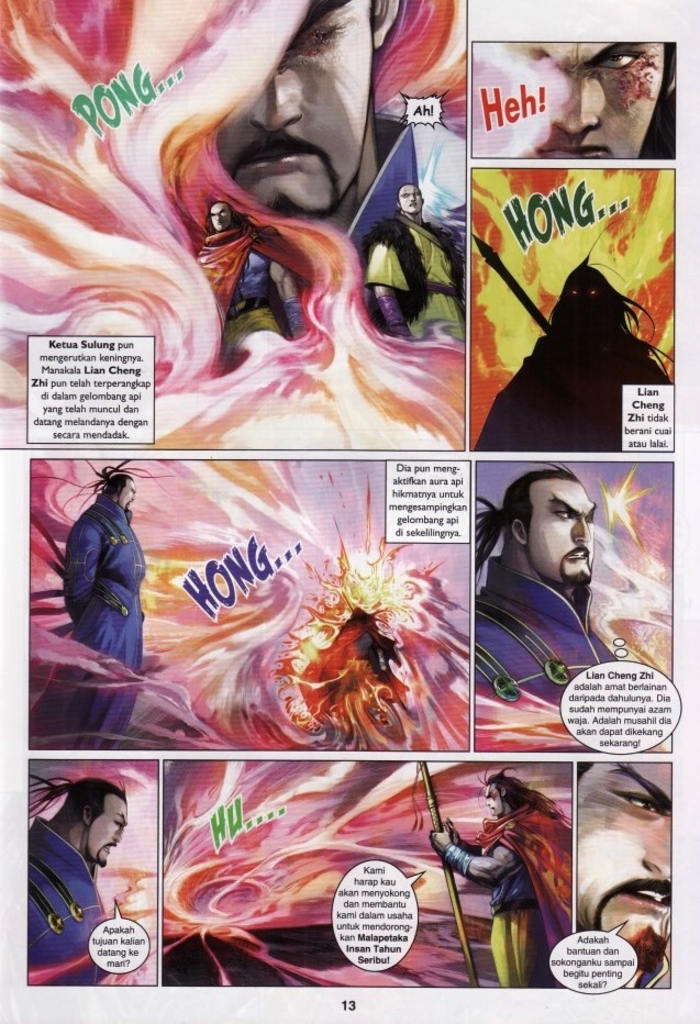 PONG...
Ah!
Ketua Sulung pun
mengerutkan keningnya.
Manakala Lian Cheng
Zhi pun telah terperangkap
di dalam gelombang api
yang telah muncul dan
datang melandanya dengan
secara mendadak.
Heh!
HONG...
Lian
Cheng
Zhi tidak
berani cuai
atau lalai.
Dia pun meng-
aktifkan aura api
hikmatnya untuk
mengesampingkan
gelombang api
di sekelilingnya.
HONG...
Lian Cheng Zhi
adalah amat berlainan
daripada dahulunya. Dia
sudah mempunyai azam
waja. Adalah musahil dia
akan dapat dikekang
sekarang!
Apakah
tujuan kalian
datang ke
mari?
HU....
Kami
harap kau
akan menyokong
dan membantu
kami dalam usaha
untuk mendorong-
kan Malapetaka
Insan Tahun
Seribu!
Adakah
bantuan dan
sokonganku sampai
begitu penting
sekali?
13